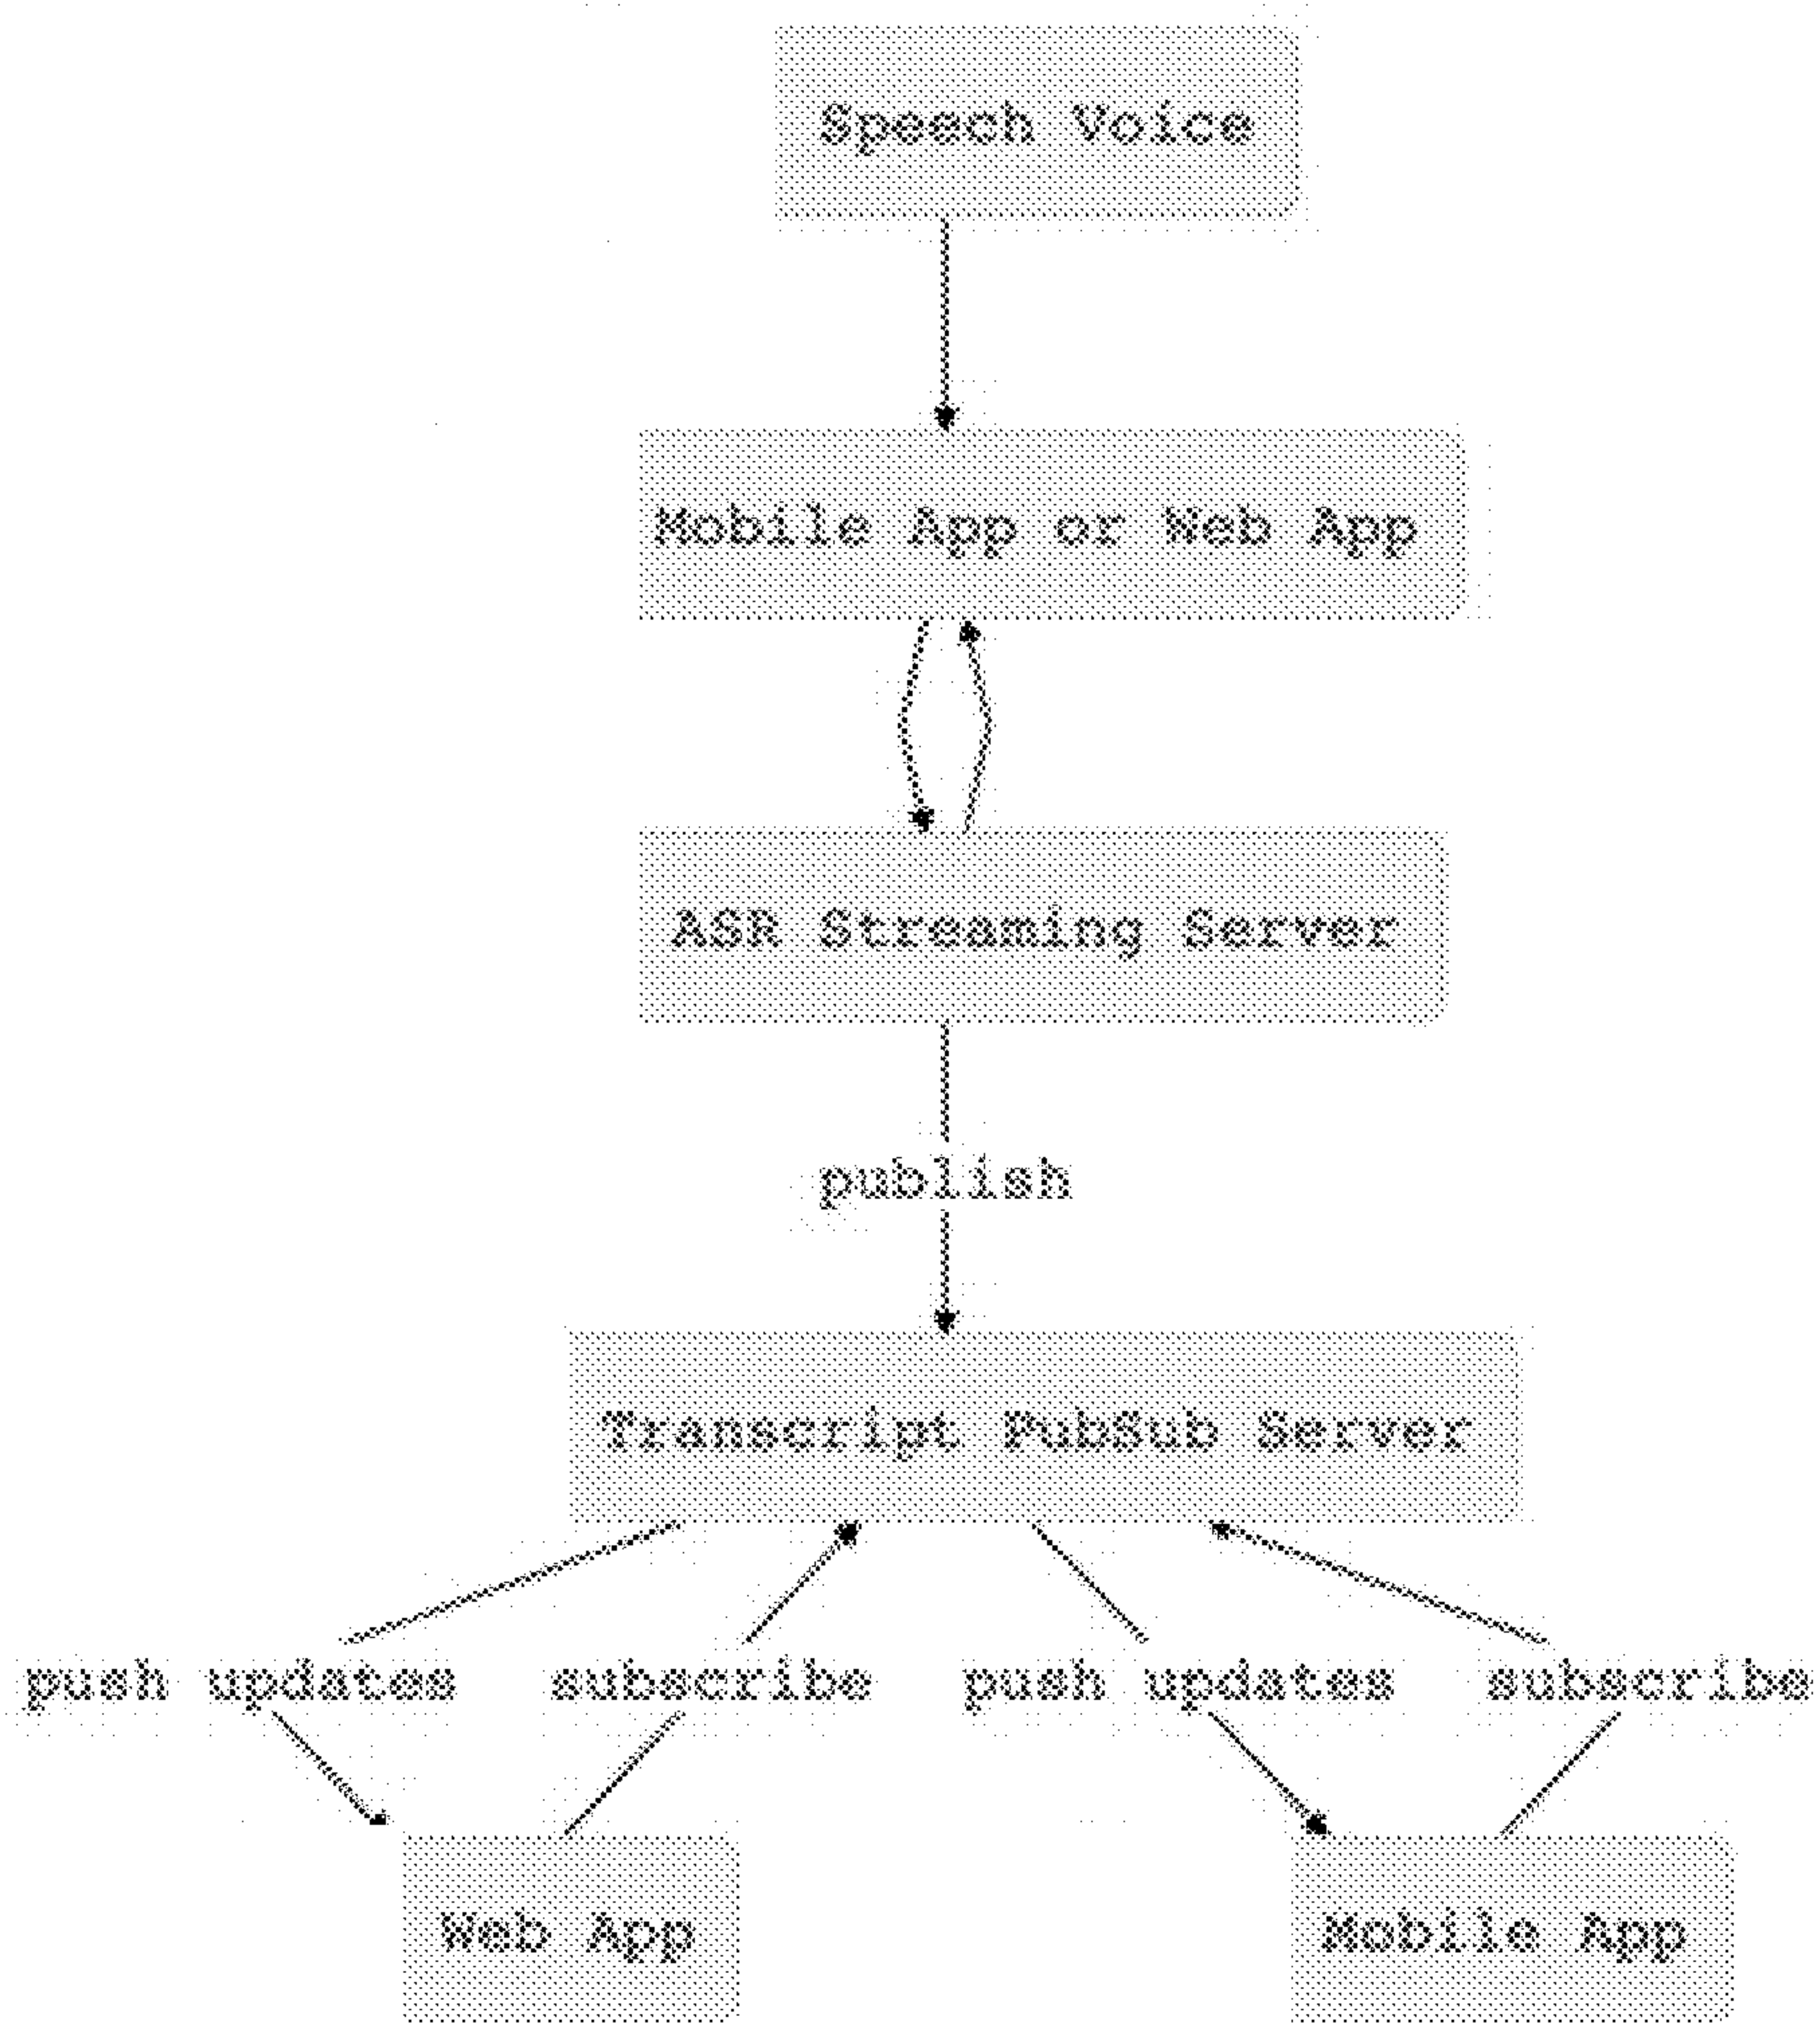 Speech Voice
Mobile App or Web App
ASR Streaming Server
publish
Transcript PubSub Server
push updates
subscribe
push updates
subscribe
Web App
Mobile App